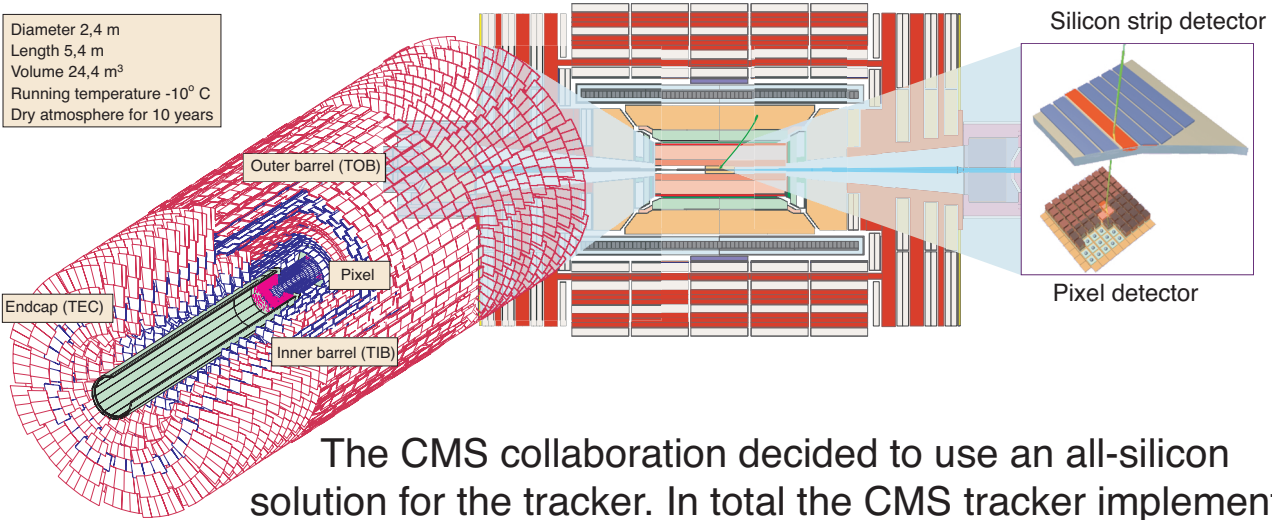 Diameter 2,4 m
Length 5,4 m
Volume 24,4 m³
Running temperature -10° C
Dry atmosphere for 10 years
Silicon strip detector
Outer barrel (TOB)
Pixel
Pixel detector
Endcap (TEC)
Inner barrel (TIB)
The CMS collaboration decided to use an all-silicon
solution for the tracker. In total the CMS tracker implement